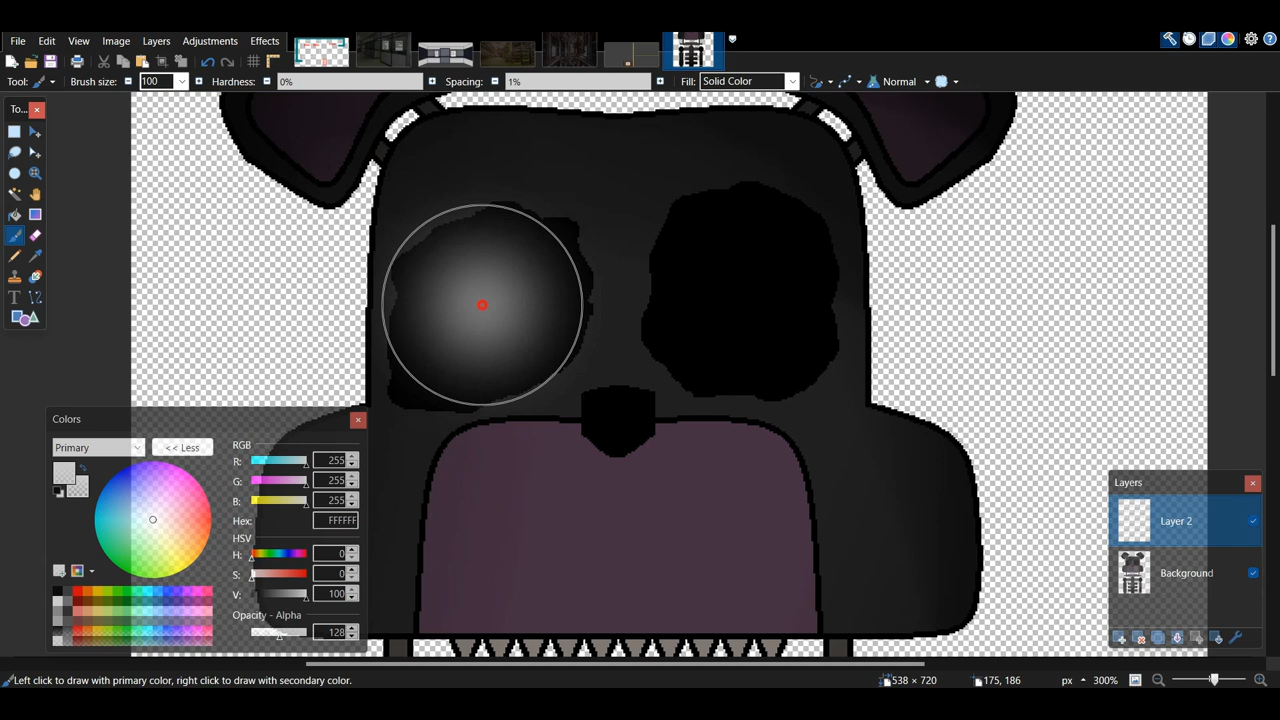 File Edit View Image Layers Adjustments Effects
Tool: Brush size: 100 Hardness: 0% Spacing: 1% Fill: Solid Color Normal
To...
Colors
Primary << Less
RGB
R: 255
G: 255
B: 255
Hex: FFFFFF
HSV
H: 0
S: 0
V: 100
Opacity - Alpha
128
Layers
Layer 2
Background
Left click to draw with primary color, right click to draw with secondary color. 538 × 720 175, 186 px 300%